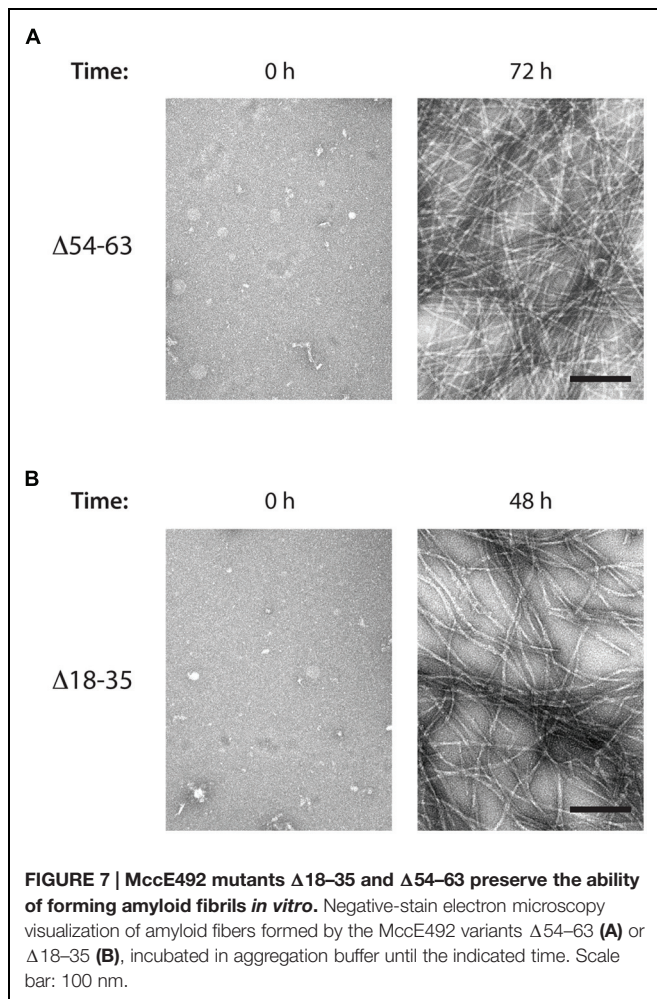 A
Time: 0 h 72 h
Δ54-63
B
Time: 0 h 48 h
Δ18-35
FIGURE 7 | MccE492 mutants Δ18–35 and Δ54–63 preserve the ability
of forming amyloid fibrils in vitro. Negative-stain electron microscopy
visualization of amyloid fibers formed by the MccE492 variants Δ54–63 (A) or
Δ18–35 (B), incubated in aggregation buffer until the indicated time. Scale
bar: 100 nm.